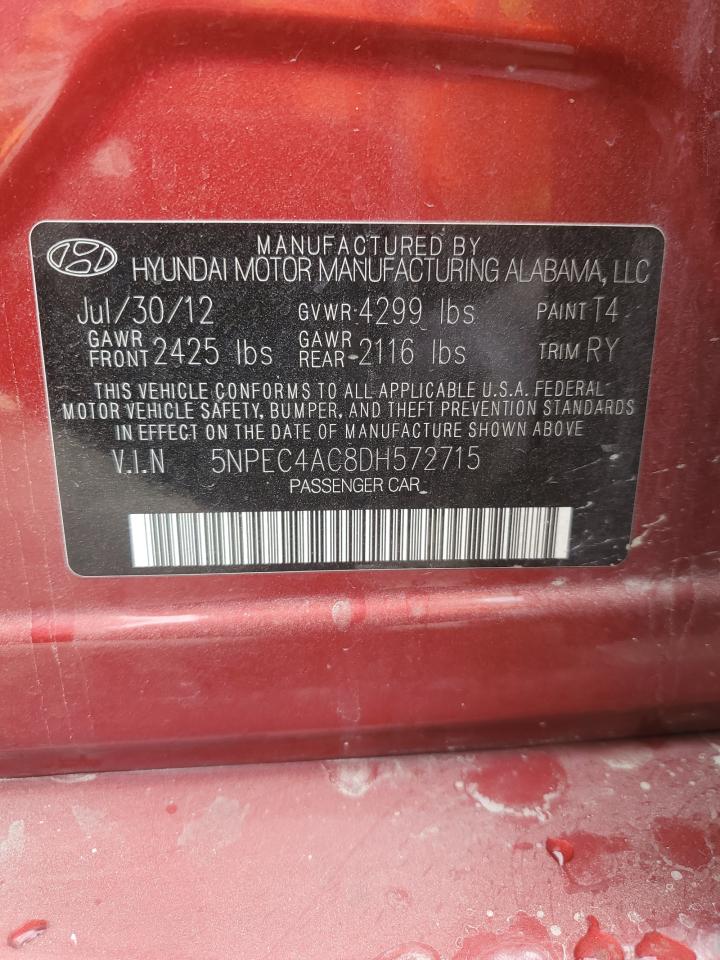 MANUFACTURED BY
HYUNDAI MOTOR MANUFACTURING ALABAMA, LLC
Jul/30/12 GVWR 4299 lbs PAINT T4
GAWR FRONT 2425 lbs GAWR REAR 2116 lbs TRIM RY
THIS VEHICLE CONFORMS TO ALL APPLICABLE U.S.A. FEDERAL
MOTOR VEHICLE SAFETY, BUMPER, AND THEFT PREVENTION STANDARDS
IN EFFECT ON THE DATE OF MANUFACTURE SHOWN ABOVE.
V.I.N 5NPEC4AC8DH572715
PASSENGER CAR